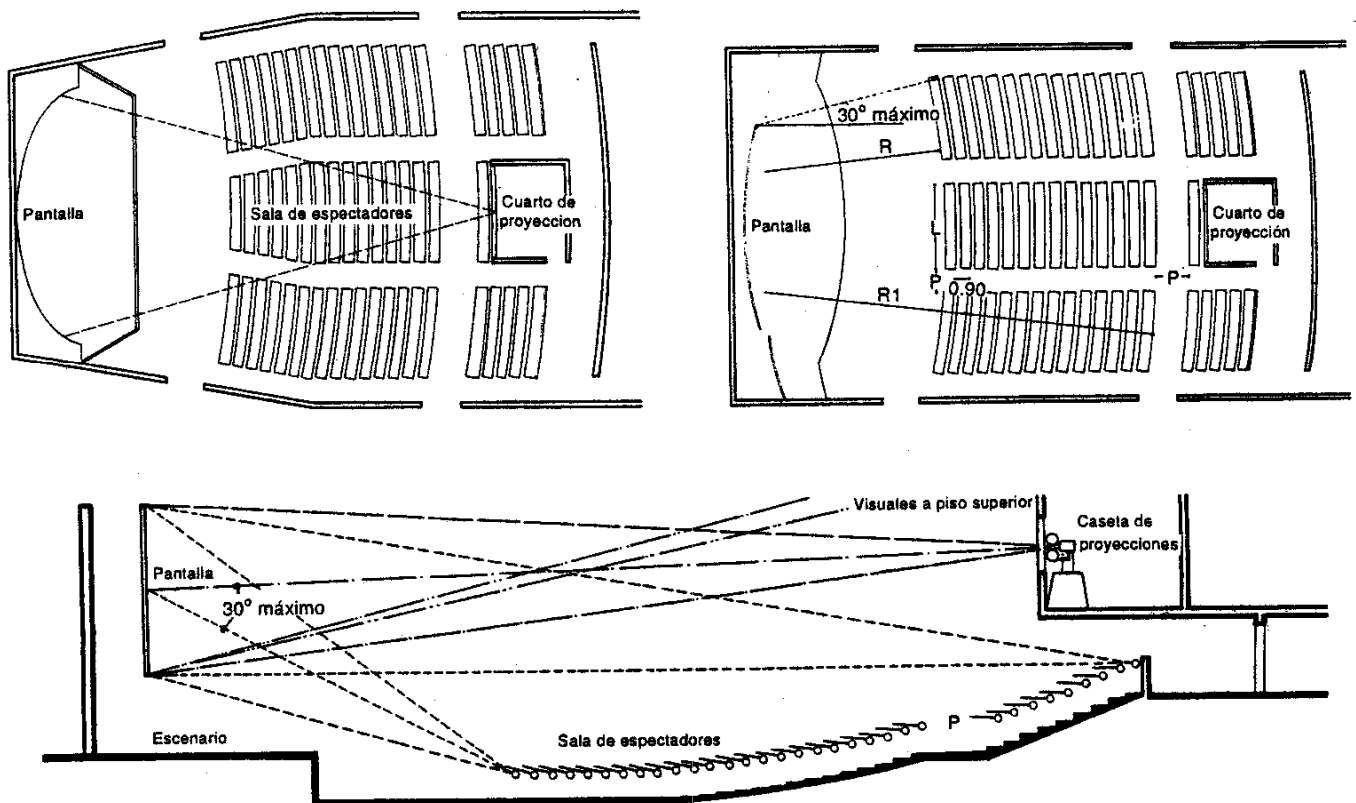 Pantalla
Sala de espectadores
Cuarto de
proyeccion
30° máximo
R
Pantalla
L
P
0.90
R1
P
Cuarto de
proyección
Visuales a piso superior
Caseta de
proyecciones
Pantalla
30° máximo
Escenario
Sala de espectadores
P